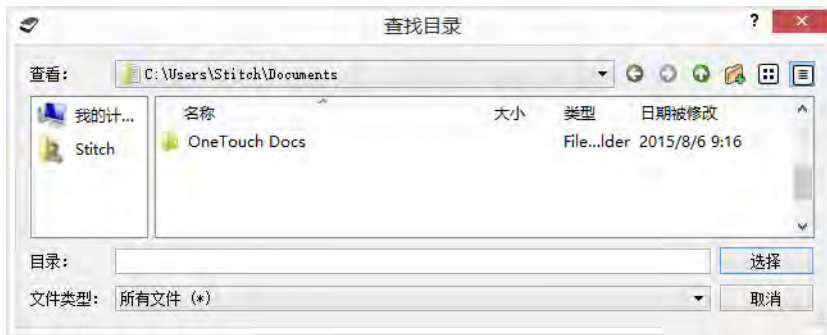 查找目录 ?
查看: C:\Users\Stitch\Documents
我的计...
Stitch
名称 大小 类型 日期被修改
OneTouch Docs File...lder 2015/8/6 9:16
目录: 选择
文件类型: 所有文件 (*) 取消